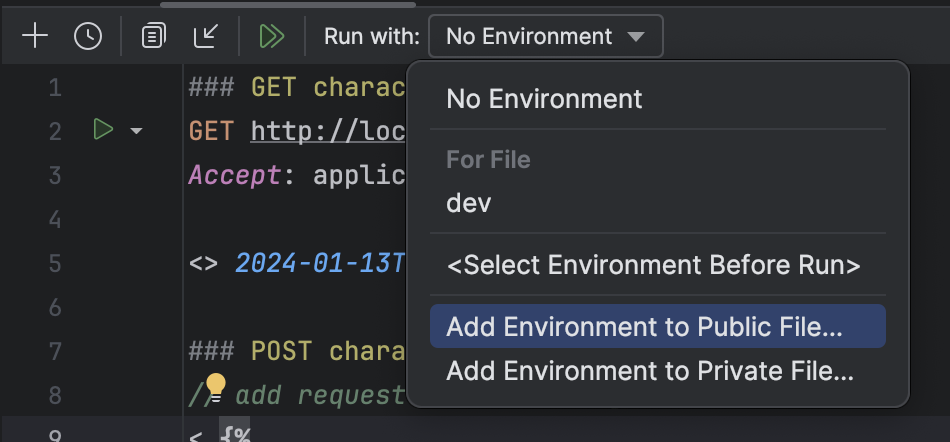 Run with: No Environment
1 ### GET charac
No Environment
2 GET http://loc
For File
3 Accept: applic
dev
4
5 <> 2024-01-13T
<Select Environment Before Run>
6
Add Environment to Public File...
7 ### POST chara
Add Environment to Private File...
8 // add request
9 < {%